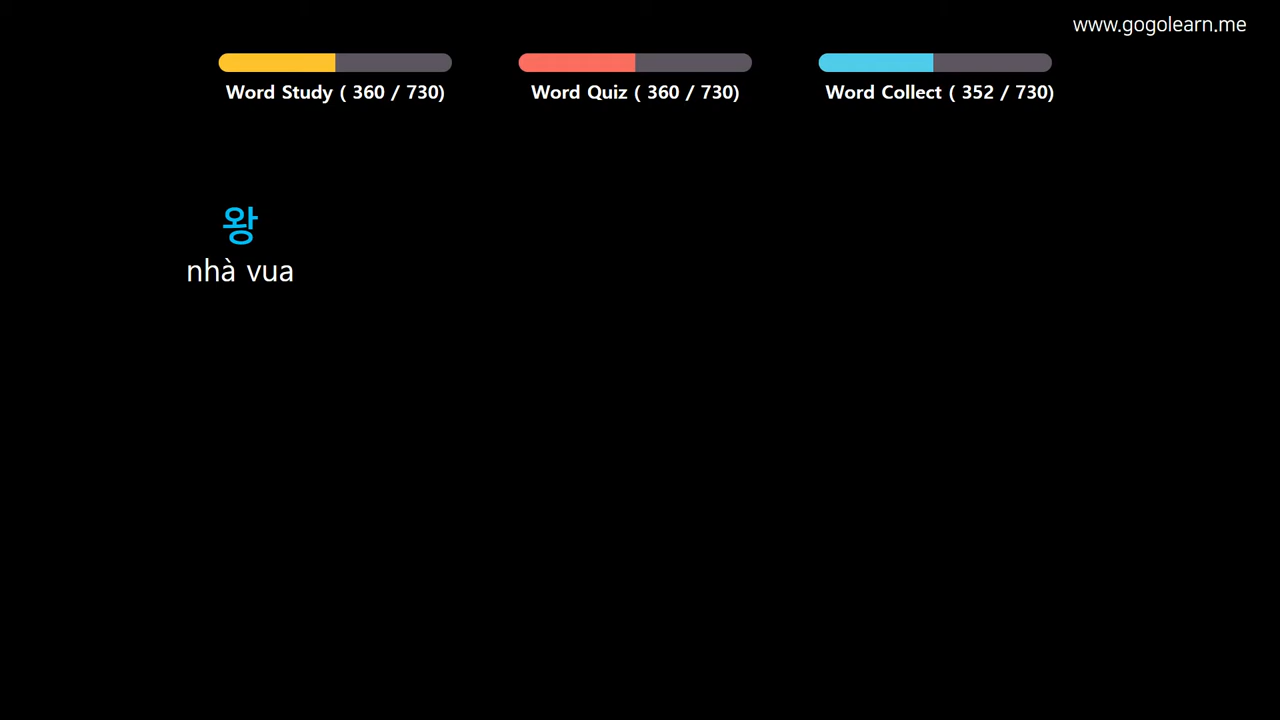 www.gogolearn.me
Word Study ( 360 / 730)
Word Quiz ( 360 / 730)
Word Collect ( 352 / 730)
왕
nhà vua